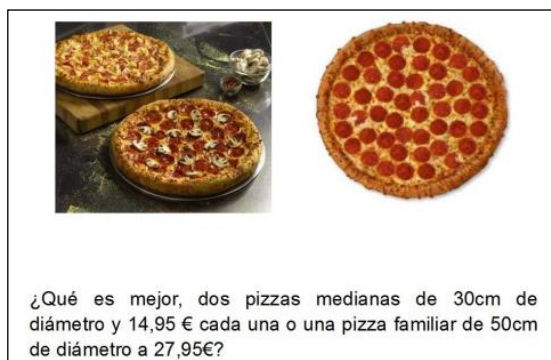 ¿Qué es mejor, dos pizzas medianas de 30cm de
diámetro y 14,95 € cada una o una pizza familiar de 50cm
de diámetro a 27,95€?